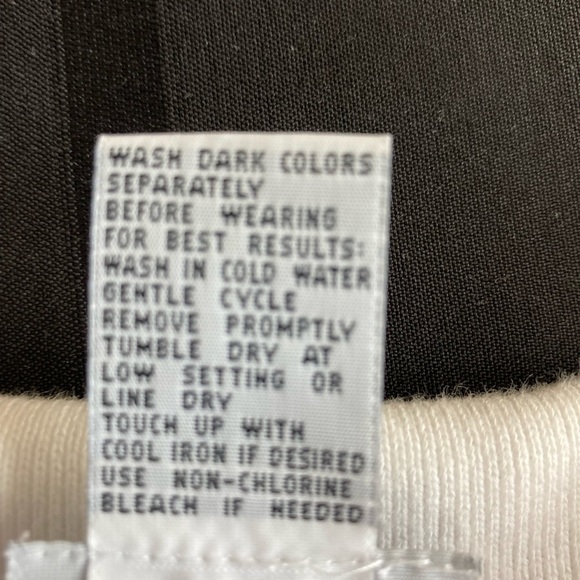 WASH DARK COLORS
SEPARATELY
BEFORE WEARING
FOR BEST RESULTS:
WASH IN COLD WATER
GENTLE CYCLE
REMOVE PROMPTLY
TUMBLE DRY AT
LOW SETTING OR
LINE DRY
TOUCH UP WITH
COOL IRON IF DESIRED
USE NON-CHLORINE
BLEACH IF NEEDED